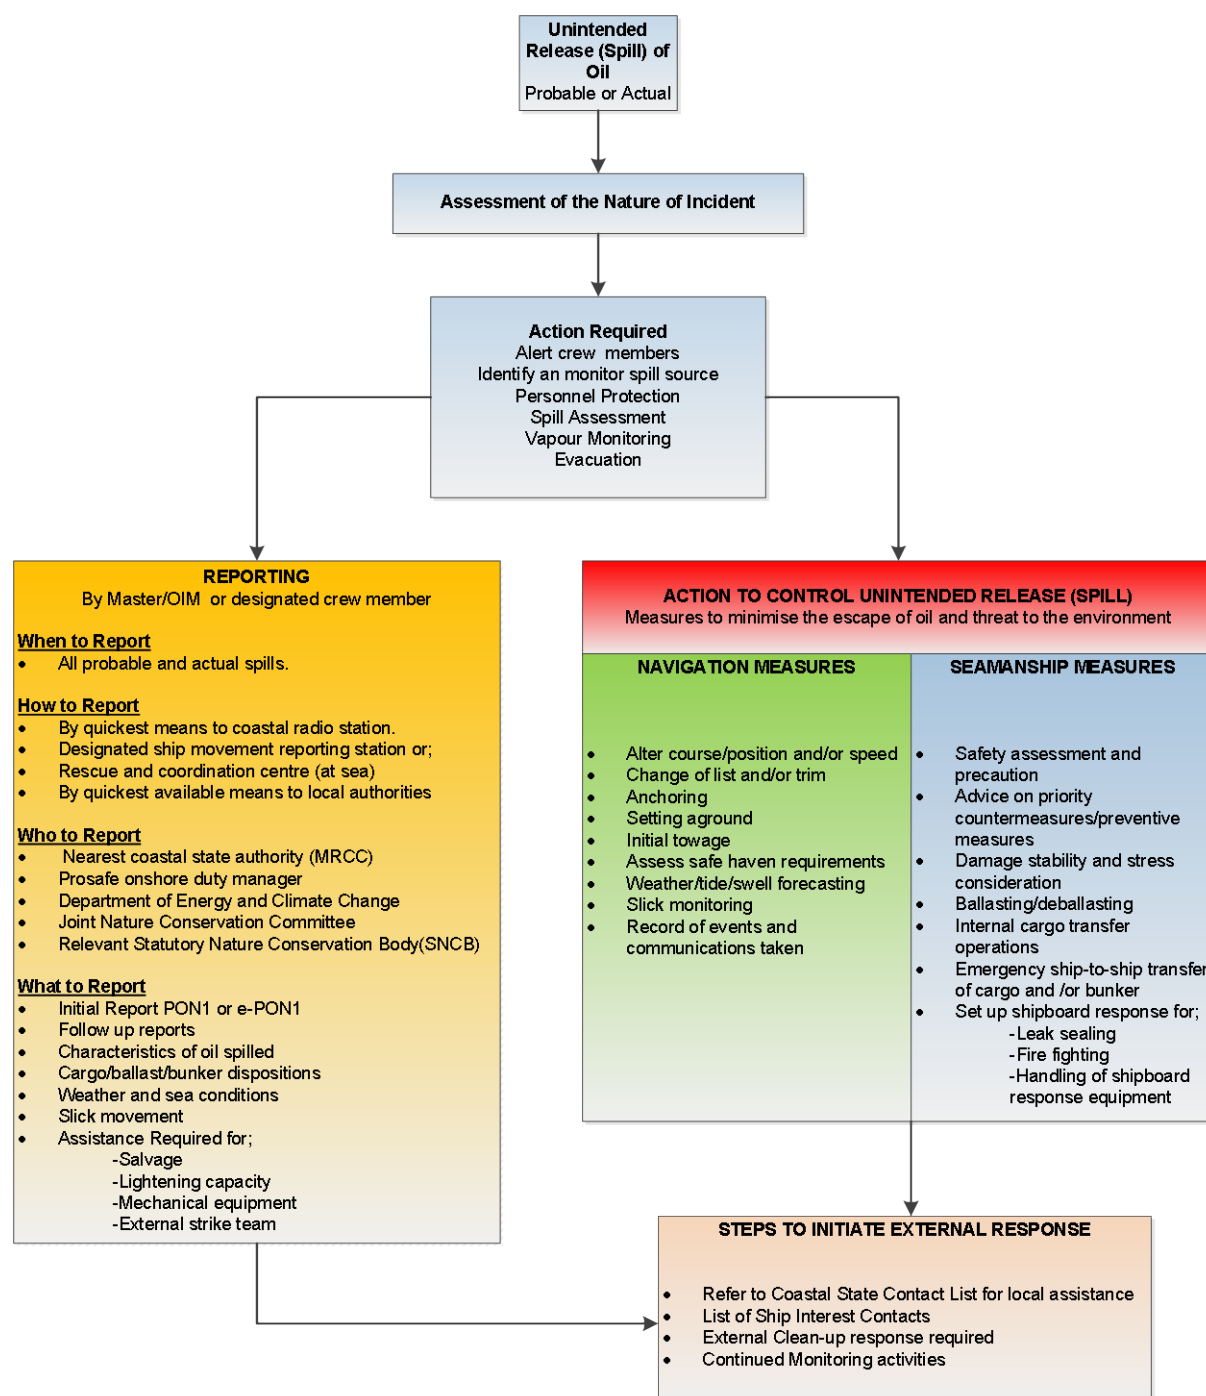 Unintended
Release (Spill) of
Oil
Probable or Actual
Assessment of the Nature of Incident
Action Required
Alert crew members
Identify an monitor spill source
Personnel Protection
Spill Assessment
Vapour Monitoring
Evacuation
REPORTING
By Master/OIM or designated crew member
When to Report
• All probable and actual spills.
How to Report
• By quickest means to coastal radio station.
• Designated ship movement reporting station or;
• Rescue and coordination centre (at sea)
• By quickest available means to local authorities
Who to Report
• Nearest coastal state authority (MRCC)
• Prosafe onshore duty manager
• Department of Energy and Climate Change
• Joint Nature Conservation Committee
• Relevant Statutory Nature Conservation Body(SNCB)
What to Report
• Initial Report PON1 or e-PON1
• Follow up reports
• Characteristics of oil spilled
• Cargo/ballast/bunker dispositions
• Weather and sea conditions
• Slick movement
• Assistance Required for;
-Salvage
-Lightening capacity
-Mechanical equipment
-External strike team
ACTION TO CONTROL UNINTENDED RELEASE (SPILL)
Measures to minimise the escape of oil and threat to the environment
NAVIGATION MEASURES
• Alter course/position and/or speed
• Change of list and/or trim
• Anchoring
• Setting aground
• Initial towage
• Assess safe haven requirements
• Weather/tide/swell forecasting
• Slick monitoring
• Record of events and
communications taken
SEAMANSHIP MEASURES
• Safety assessment and
precaution
• Advice on priority
countermeasures/preventive
measures
• Damage stability and stress
consideration
• Ballasting/deballasting
• Internal cargo transfer
operations
• Emergency ship-to-ship transfer
of cargo and /or bunker
• Set up shipboard response for;
-Leak sealing
-Fire fighting
-Handling of shipboard
response equipment
STEPS TO INITIATE EXTERNAL RESPONSE
• Refer to Coastal State Contact List for local assistance
• List of Ship Interest Contacts
• External Clean-up response required
• Continued Monitoring activities